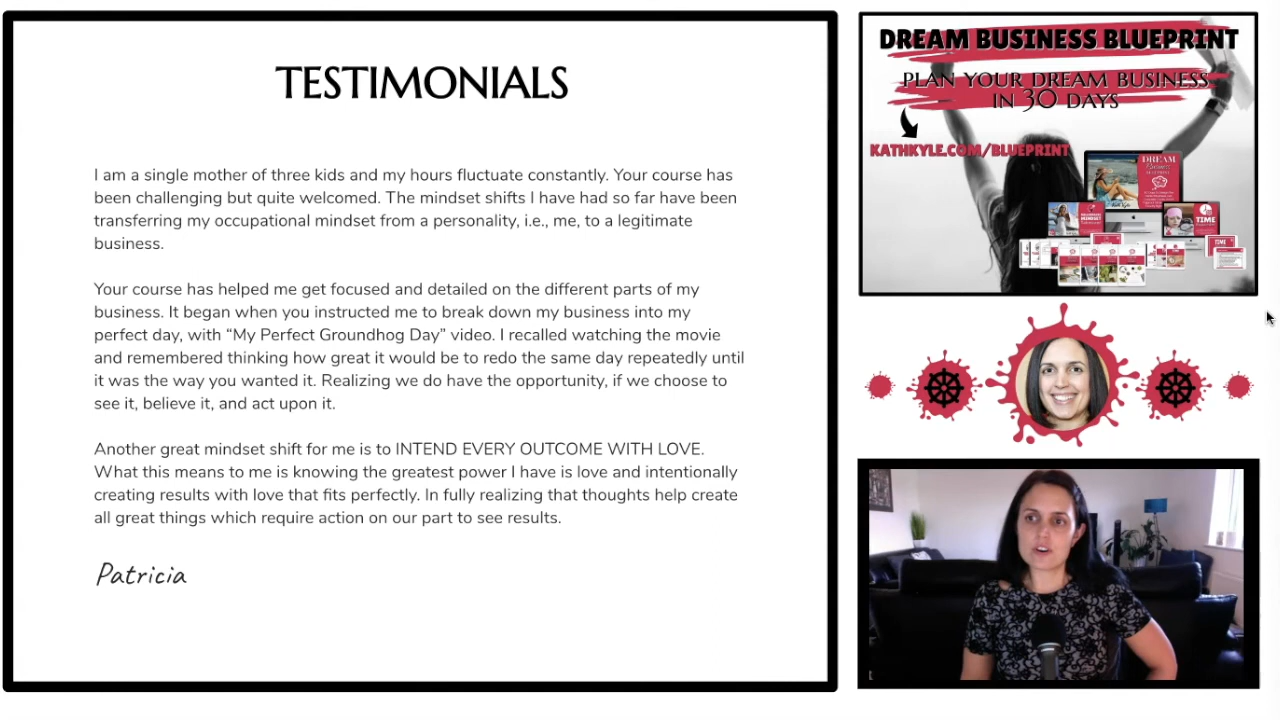 TESTIMONIALS
I am a single mother of three kids and my hours fluctuate constantly. Your course has
been challenging but quite welcomed. The mindset shifts I have had so far have been
transferring my occupational mindset from a personality, i.e., me, to a legitimate
business.
Your course has helped me get focused and detailed on the different parts of my
business. It began when you instructed me to break down my business into my
perfect day, with “My Perfect Groundhog Day” video. I recalled watching the movie
and remembered thinking how great it would be to redo the same day repeatedly until
it was the way you wanted it. Realizing we do have the opportunity, if we choose to
see it, believe it, and act upon it.
Another great mindset shift for me is to INTEND EVERY OUTCOME WITH LOVE.
What this means to me is knowing the greatest power I have is love and intentionally
creating results with love that fits perfectly. In fully realizing that thoughts help create
all great things which require action on our part to see results.
Patricia
DREAM BUSINESS BLUEPRINT
PLAN YOUR DREAM BUSINESS
IN 30 DAYS
KATHKYLE.COM/BLUEPRINT
DREAM
TIME